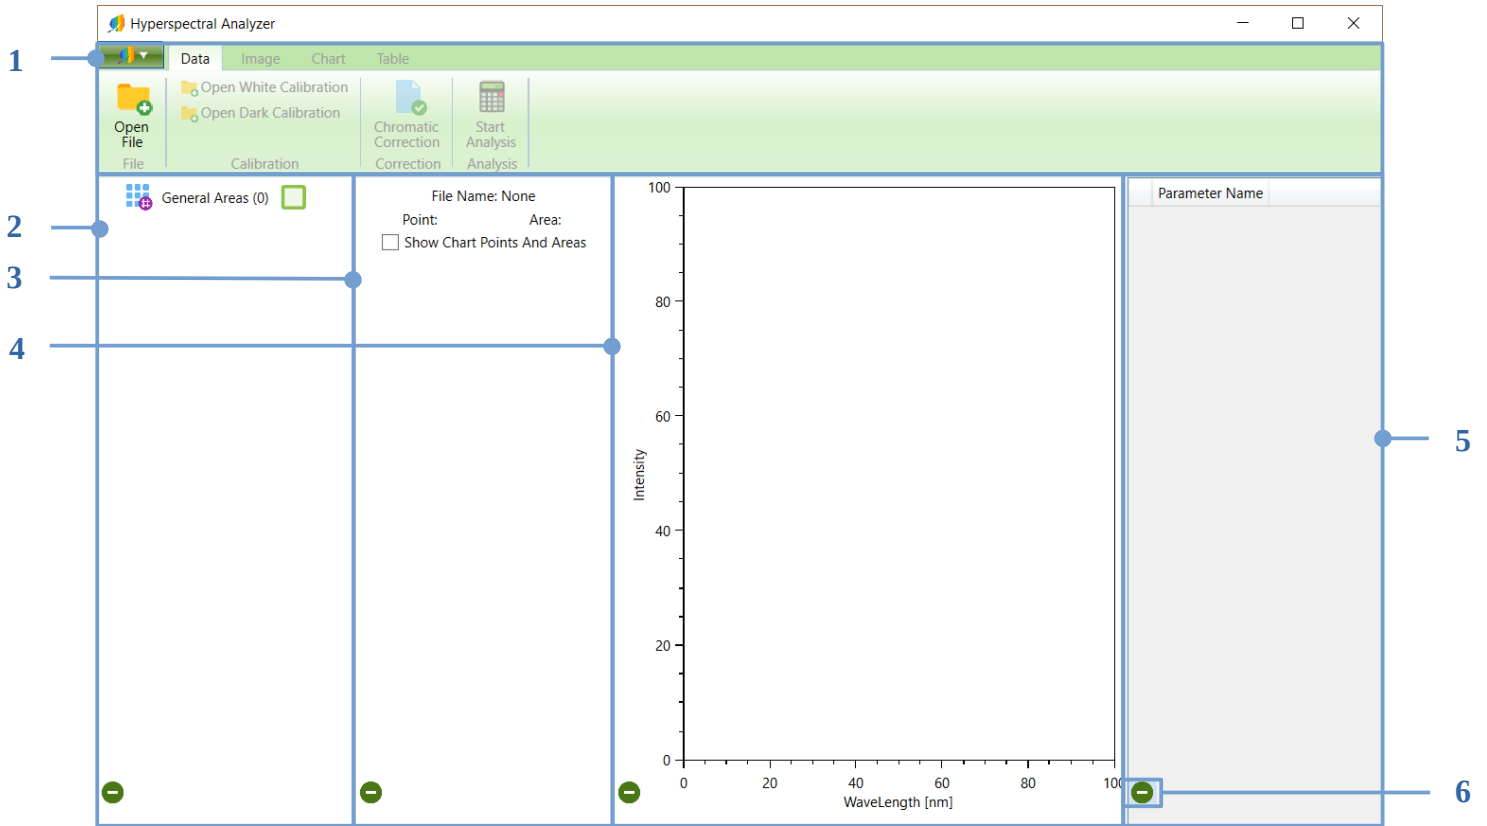 Hyperspectral Analyzer
1
Data Image Chart Table
Open White Calibration
Open Dark Calibration
Open
File
Chromatic
Correction
Start
Analysis
File Calibration Correction Analysis
2
General Areas (0)
3
File Name: None
Point: Area:
Show Chart Points And Areas
4
100
80
60
40
20
0
Intensity
0 20 40 60 80 100
WaveLength [nm]
Parameter Name
5
6